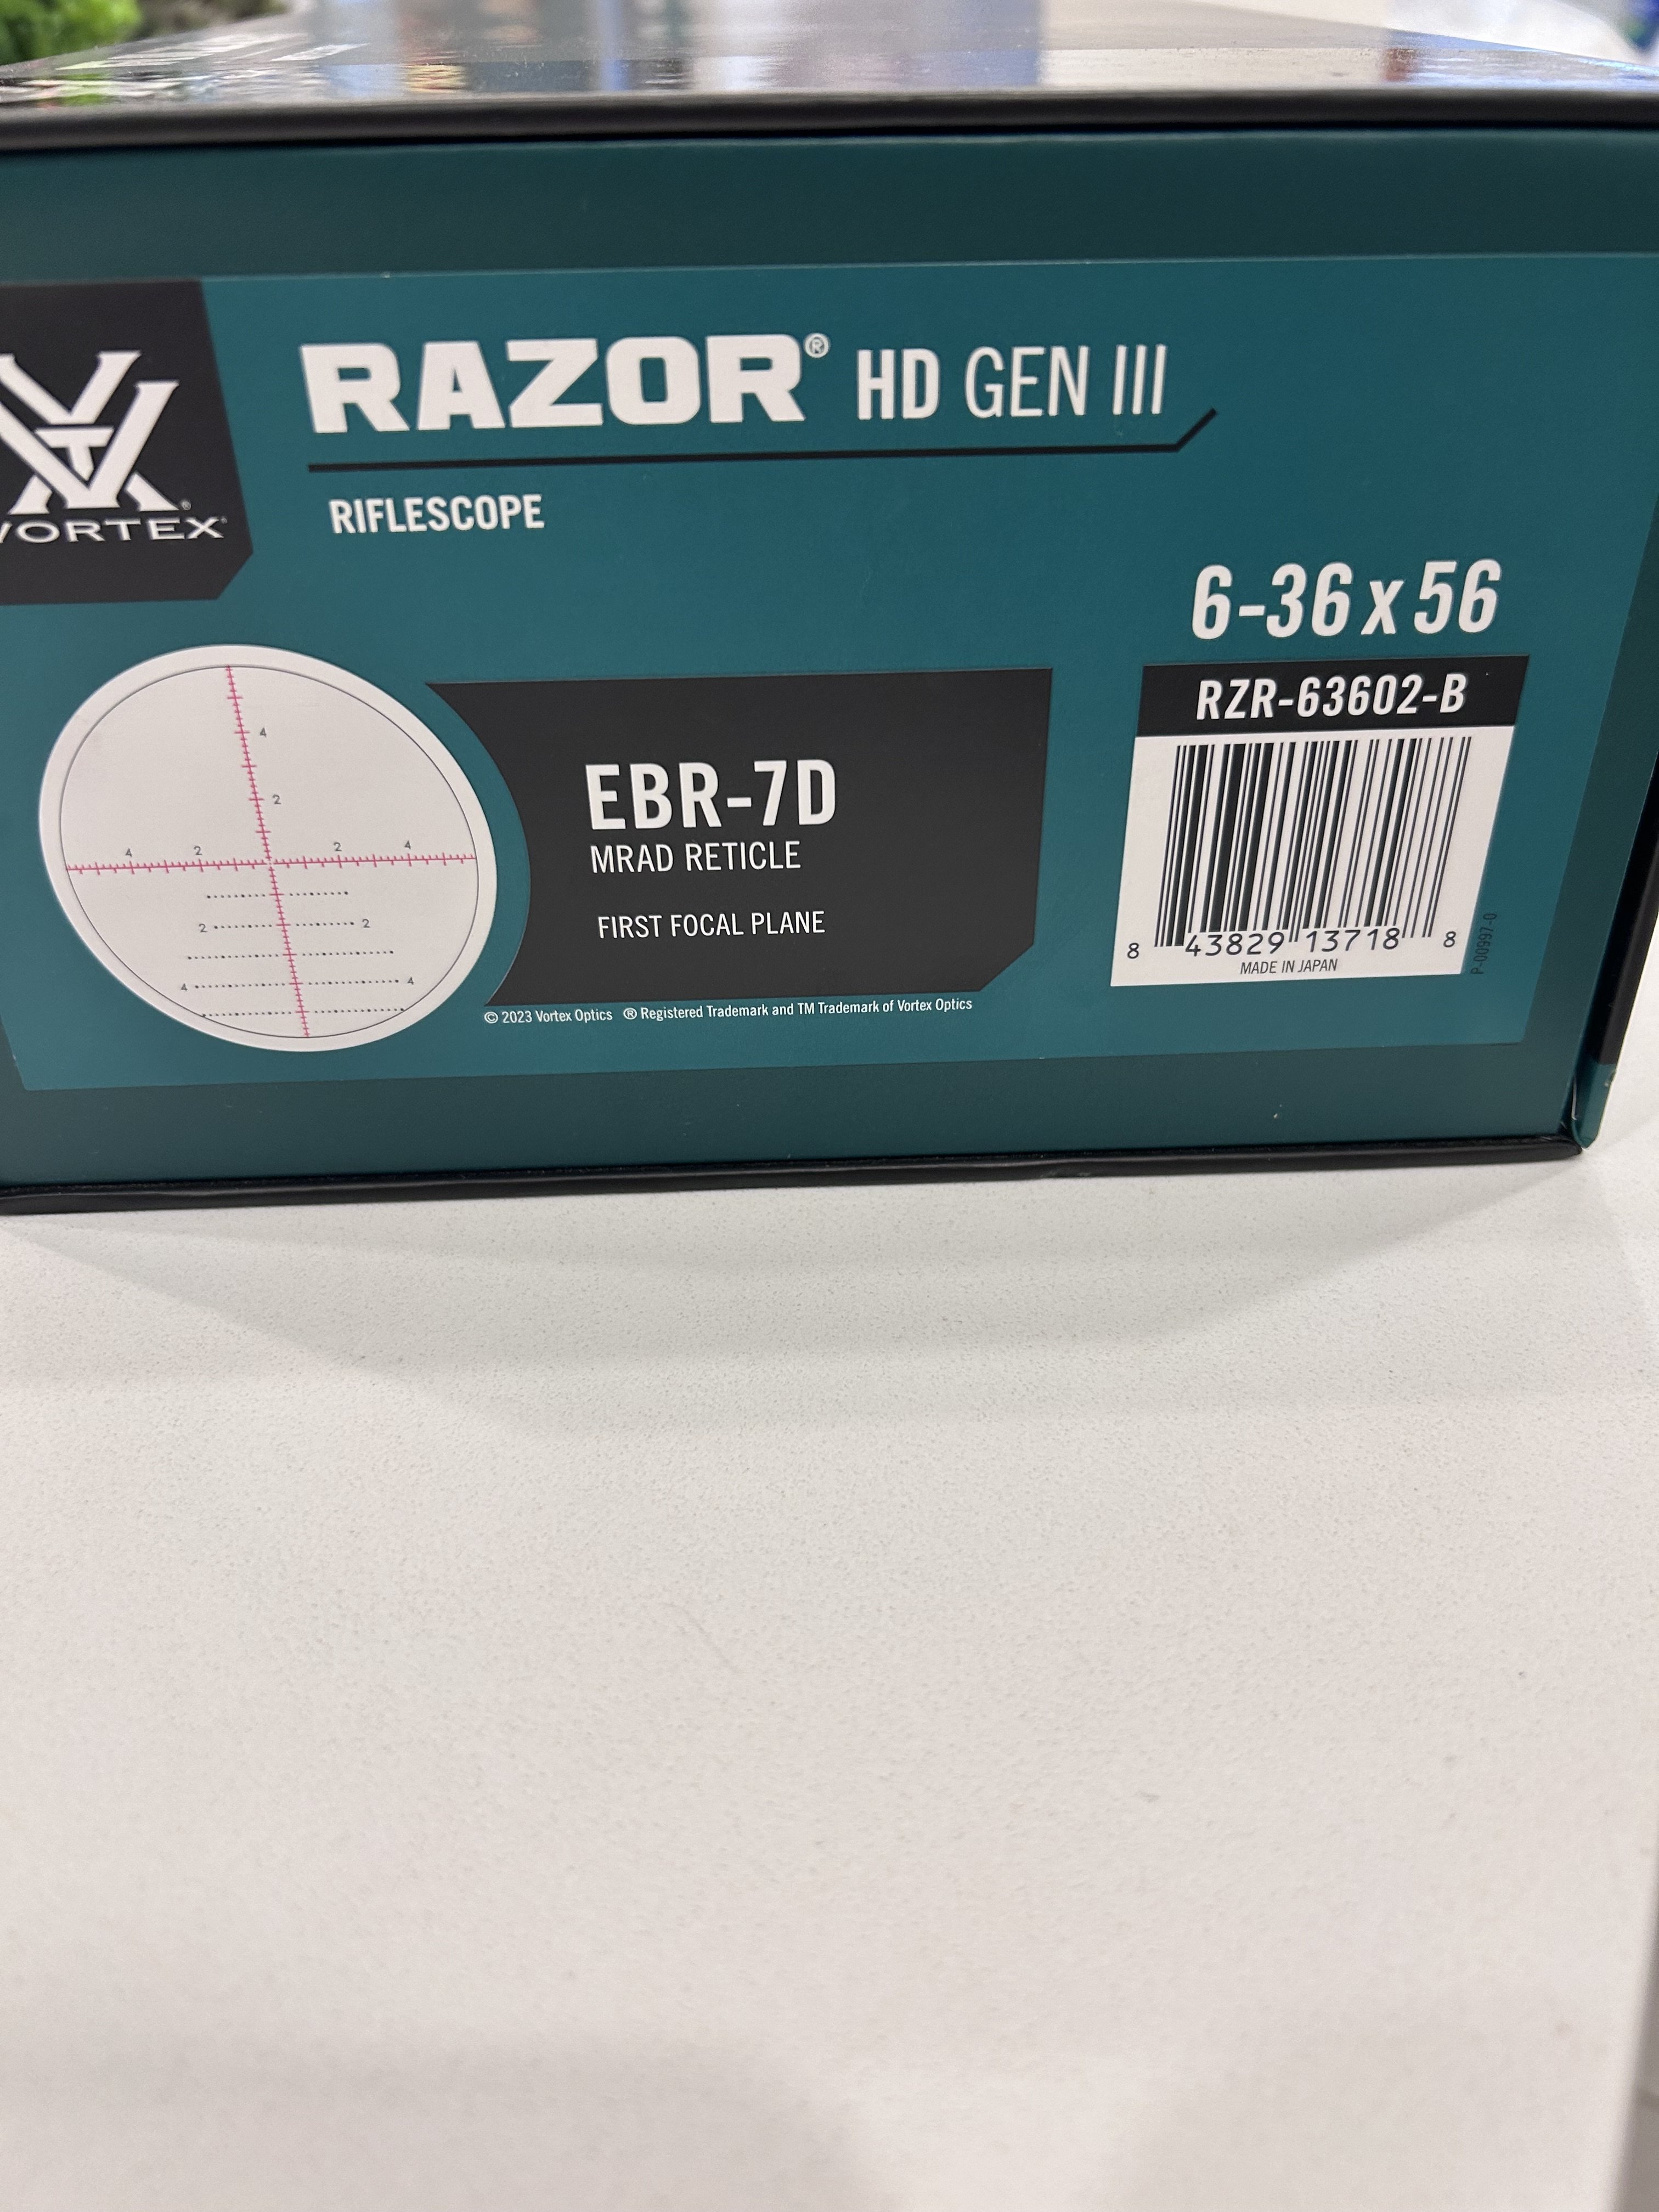 RAZOR® HD GEN III
VORTEX®
RIFLESCOPE
6-36x56
RZR-63602-B
4
2
4 2 2 4
2 2
4 4
EBR-7D
MRAD RETICLE
FIRST FOCAL PLANE
8 43829 13718 8
MADE IN JAPAN
P-00997-0
© 2023 Vortex Optics ® Registered Trademark and TM Trademark of Vortex Optics